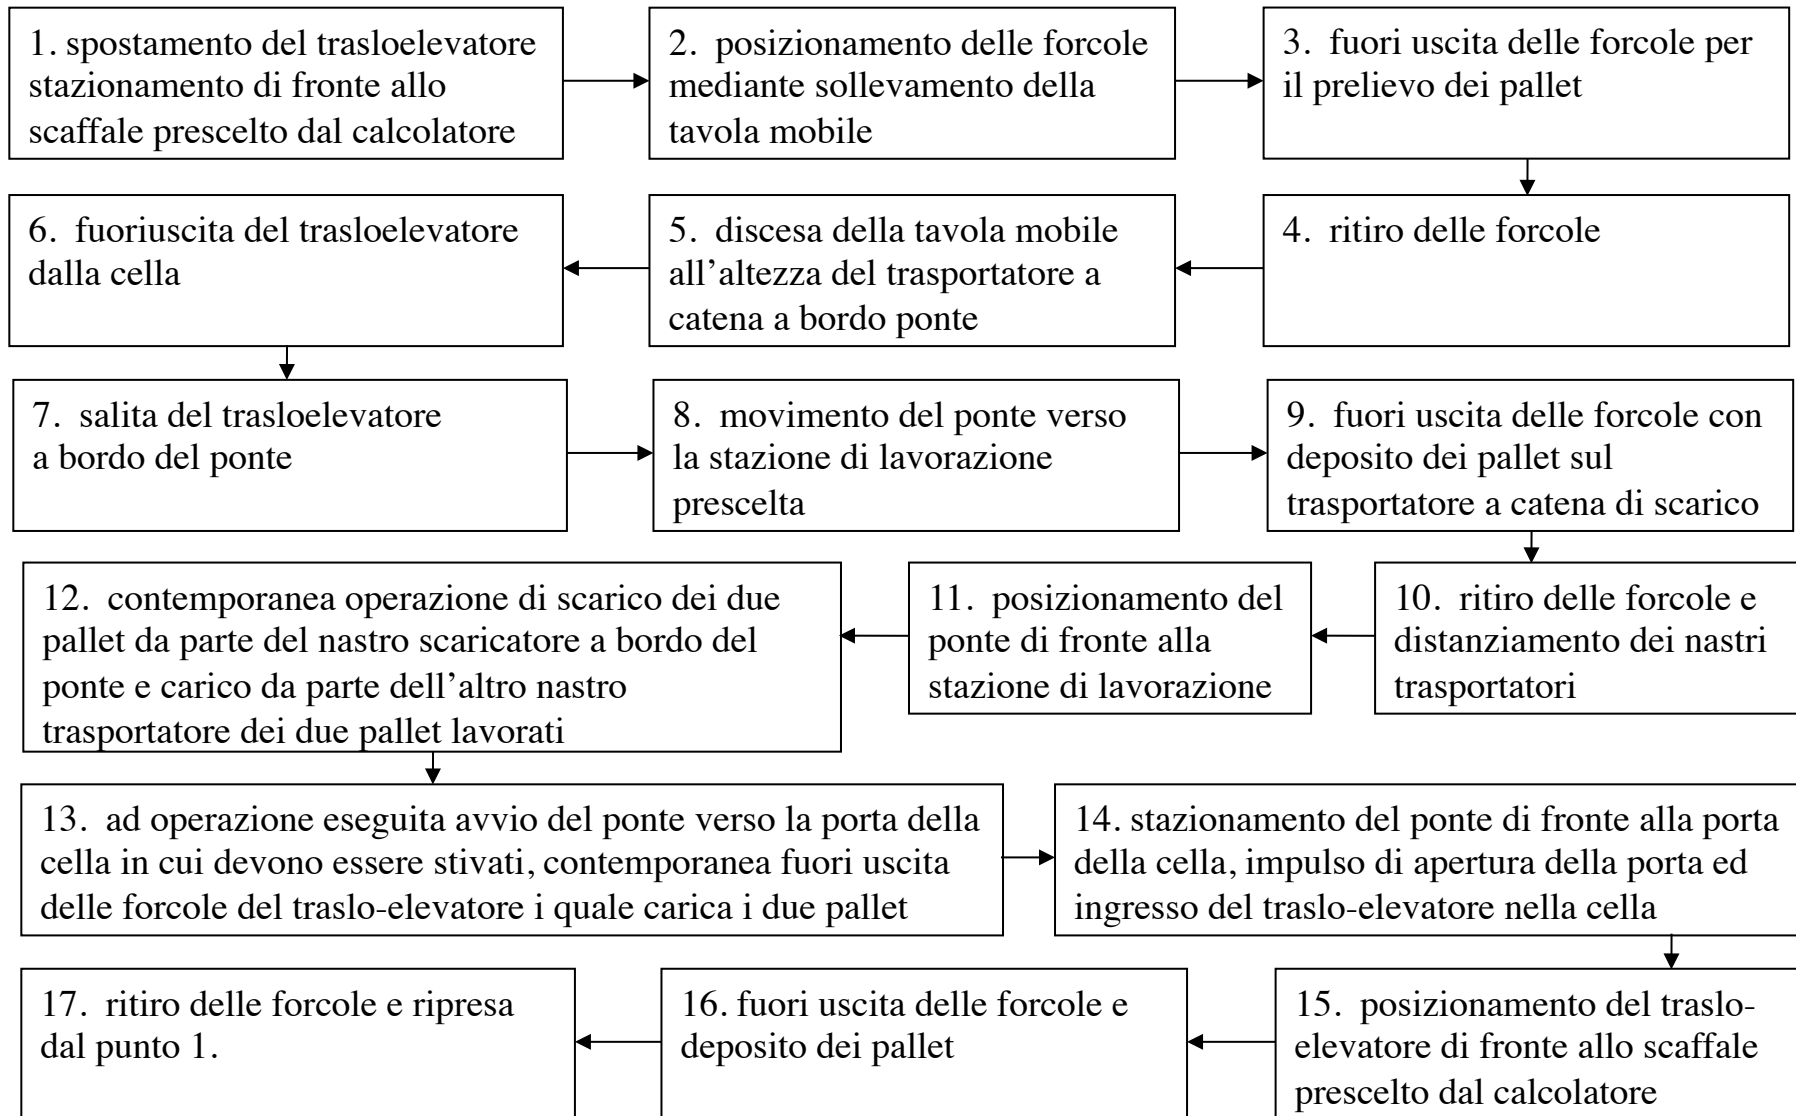 1. spostamento del trasloelevatore
stazionamento di fronte allo
scaffale prescelto dal calcolatore
2. posizionamento delle forcole
mediante sollevamento della
tavola mobile
3. fuori uscita delle forcole per
il prelievo dei pallet
4. ritiro delle forcole
5. discesa della tavola mobile
all’altezza del trasportatore a
catena a bordo ponte
6. fuoriuscita del trasloelevatore
dalla cella
7. salita del trasloelevatore
a bordo del ponte
8. movimento del ponte verso
la stazione di lavorazione
prescelta
9. fuori uscita delle forcole con
deposito dei pallet sul
trasportatore a catena di scarico
10. ritiro delle forcole e
distanziamento dei nastri
trasportatori
11. posizionamento del
ponte di fronte alla
stazione di lavorazione
12. contemporanea operazione di scarico dei due
pallet da parte del nastro scaricatore a bordo del
ponte e carico da parte dell’altro nastro
trasportatore dei due pallet lavorati
13. ad operazione eseguita avvio del ponte verso la porta della
cella in cui devono essere stivati, contemporanea fuori uscita
delle forcole del traslo-elevatore i quale carica i due pallet
14. stazionamento del ponte di fronte alla porta
della cella, impulso di apertura della porta ed
ingresso del traslo-elevatore nella cella
15. posizionamento del traslo-
elevatore di fronte allo scaffale
prescelto dal calcolatore
16. fuori uscita delle forcole e
deposito dei pallet
17. ritiro delle forcole e ripresa
dal punto 1.